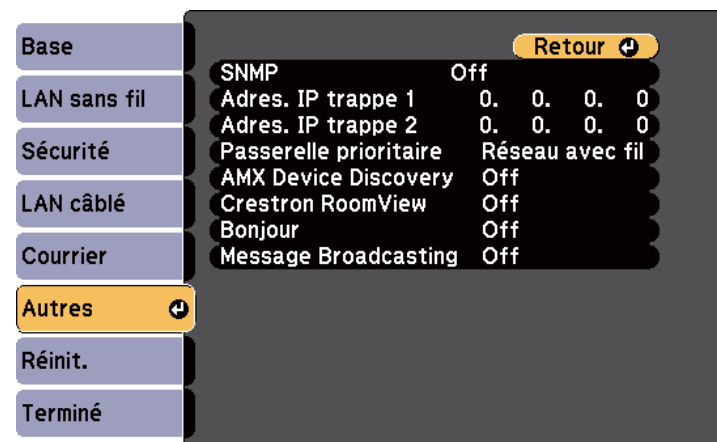 Base
LAN sans fil
Sécurité
LAN câblé
Courrier
Autres
Réinit.
Terminé
Retour
SNMP Off
Adres. IP trappe 1 0. 0. 0. 0
Adres. IP trappe 2 0. 0. 0. 0
Passerelle prioritaire Réseau avec fil
AMX Device Discovery Off
Crestron RoomView Off
Bonjour Off
Message Broadcasting Off